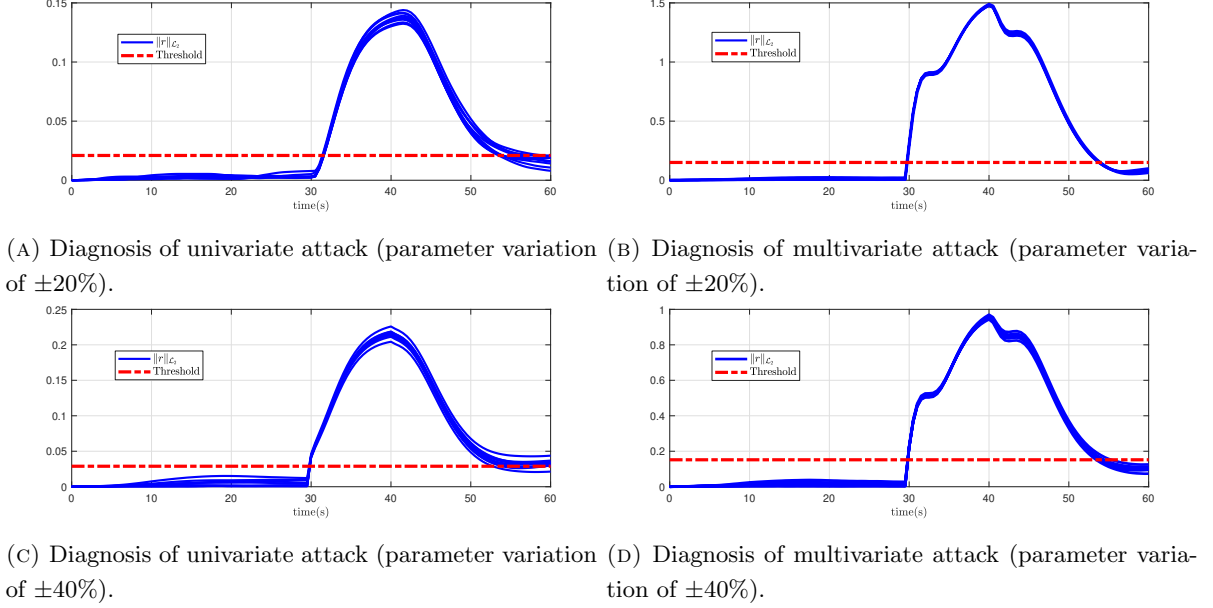 0.15
0.1
0.05
0
‖r‖𝓛₂
Threshold
0 10 20 30 40 50 60
time(s)
1.5
1
0.5
0
‖r‖𝓛₂
Threshold
0 10 20 30 40 50 60
time(s)
(A) Diagnosis of univariate attack (parameter variation
of ±20%).
(B) Diagnosis of multivariate attack (parameter varia-
tion of ±20%).
0.25
0.2
0.15
0.1
0.05
0
‖r‖𝓛₂
Threshold
0 10 20 30 40 50 60
time(s)
1
0.8
0.6
0.4
0.2
0
‖r‖𝓛₂
Threshold
0 10 20 30 40 50 60
time(s)
(C) Diagnosis of univariate attack (parameter variation
of ±40%).
(D) Diagnosis of multivariate attack (parameter varia-
tion of ±40%).